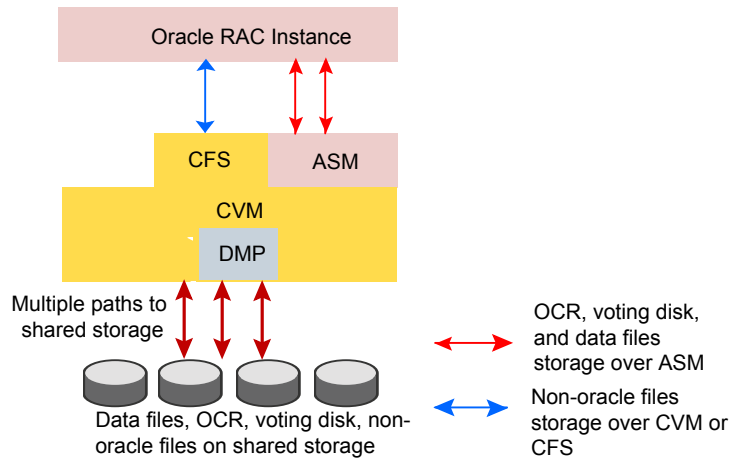 Oracle RAC Instance
CFS
ASM
CVM
DMP
Multiple paths to
shared storage
Data files, OCR, voting disk, non-
oracle files on shared storage
OCR, voting disk,
and data files
storage over ASM
Non-oracle files
storage over CVM or
CFS